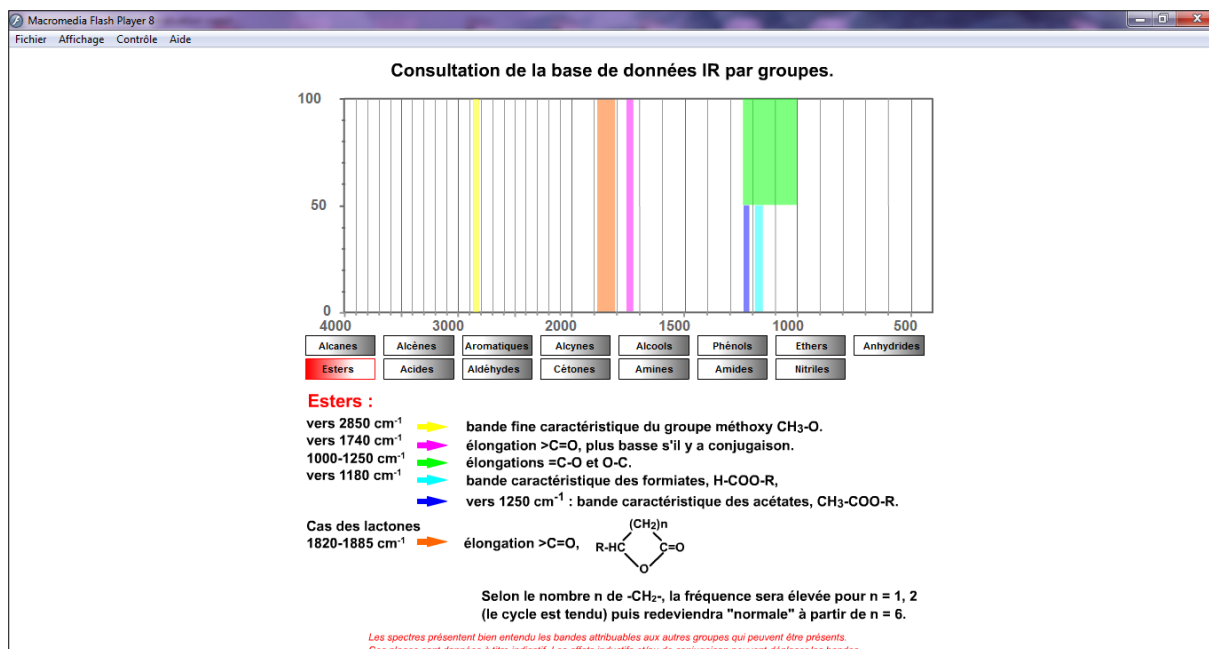 Macromedia Flash Player 8
Fichier Affichage Contrôle Aide
Consultation de la base de données IR par groupes.
100
50
0
4000 3000 2000 1500 1000 500
Alcanes Alcènes Aromatiques Alcynes Alcools Phénols Ethers Anhydrides
Esters Acides Aldéhydes Cètones Amines Amides Nitriles
Esters :
vers 2850 cm-1 bande fine caractéristique du groupe méthoxy CH3-O.
vers 1740 cm-1 élongation >C=O, plus basse s'il y a conjugaison.
1000-1250 cm-1 élongations =C-O et O-C.
vers 1180 cm-1 bande caractéristique des formiates, H-COO-R,
vers 1250 cm-1 : bande caractéristique des acétates, CH3-COO-R.
Cas des lactones
1820-1885 cm-1 élongation >C=O,
(CH2)n
R-HC C=O
O
Selon le nombre n de -CH2-, la fréquence sera élevée pour n = 1, 2
(le cycle est tendu) puis redeviendra "normale" à partir de n = 6.
Les spectres présentent bien entendu les bandes attribuables aux autres groupes qui peuvent être présents.